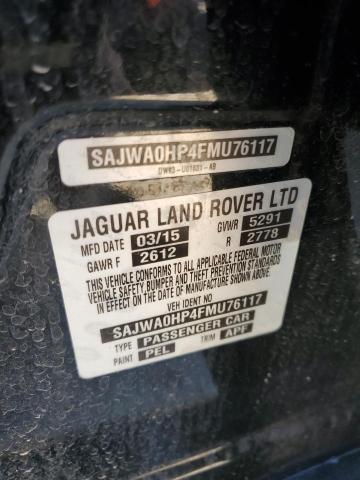 SAJWA0HP4FMU76117
JAGUAR LAND ROVER LTD
MFD DATE 03/15 GVWR 5291
GAWR F 2612 R 2778
THIS VEHICLE CONFORMS TO ALL APPLICABLE FEDERAL MOTOR
VEHICLE SAFETY, BUMPER AND THEFT PREVENTION STANDARDS
IN EFFECT ON THE DATE OF MANUFACTURE SHOWN ABOVE.
VEH IDENT NO
SAJWA0HP4FMU76117
TYPE PASSENGER CAR
PAINT PEL TRIM APF